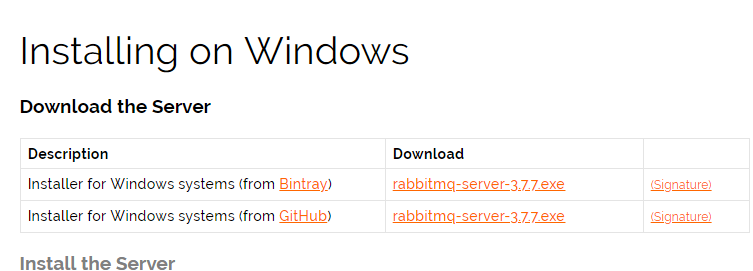 Installing on Windows
Download the Server
Description Download
Installer for Windows systems (from Bintray) rabbitmq-server-3.7.7.exe (Signature)
Installer for Windows systems (from GitHub) rabbitmq-server-3.7.7.exe (Signature)
Install the Server